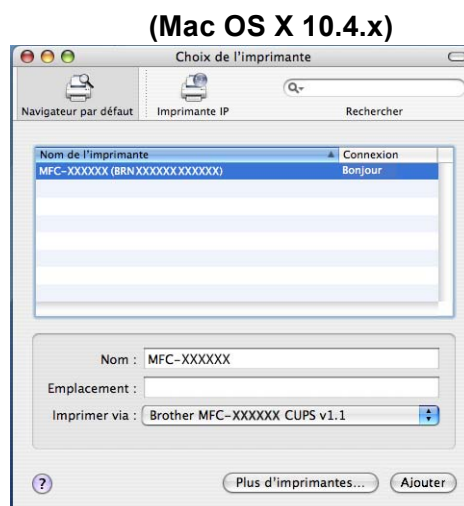 (Mac OS X 10.4.x)
Choix de l'imprimante
Navigateur par défaut Imprimante IP Rechercher
Nom de l'imprimante Connexion
MFC-XXXXXX (BRNXXXXXXXXXXXX) Bonjour
Nom : MFC-XXXXXX
Emplacement :
Imprimer via : Brother MFC-XXXXXX CUPS v1.1
? Plus d'imprimantes... Ajouter